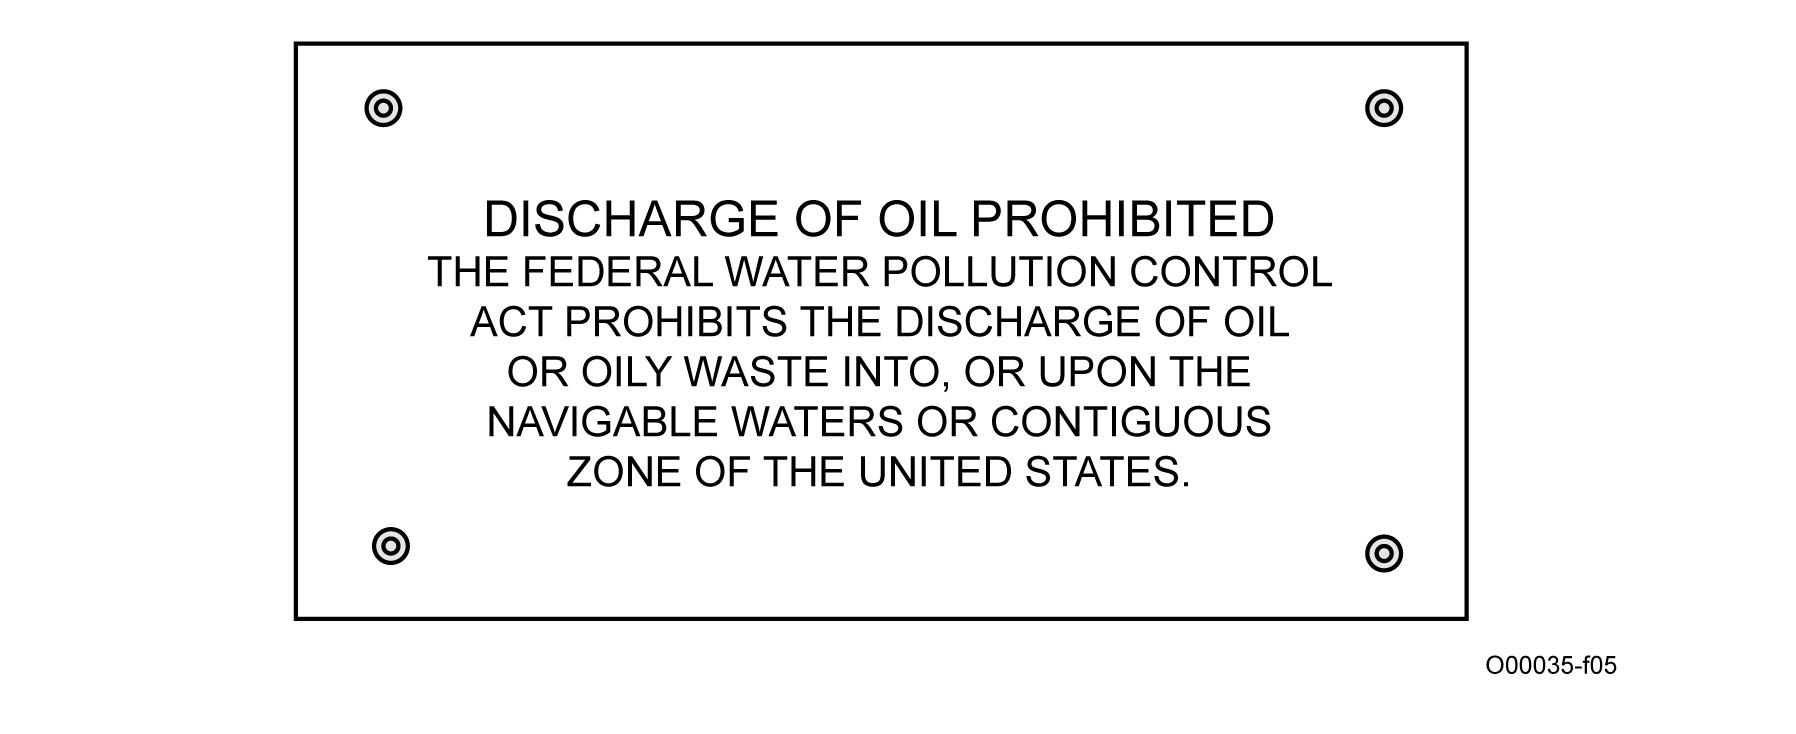 DISCHARGE OF OIL PROHIBITED
THE FEDERAL WATER POLLUTION CONTROL
ACT PROHIBITS THE DISCHARGE OF OIL
OR OILY WASTE INTO, OR UPON THE
NAVIGABLE WATERS OR CONTIGUOUS
ZONE OF THE UNITED STATES.
O00035-f05